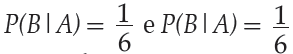 P(B|A) = 1/6 e P(B|A) = 1/6